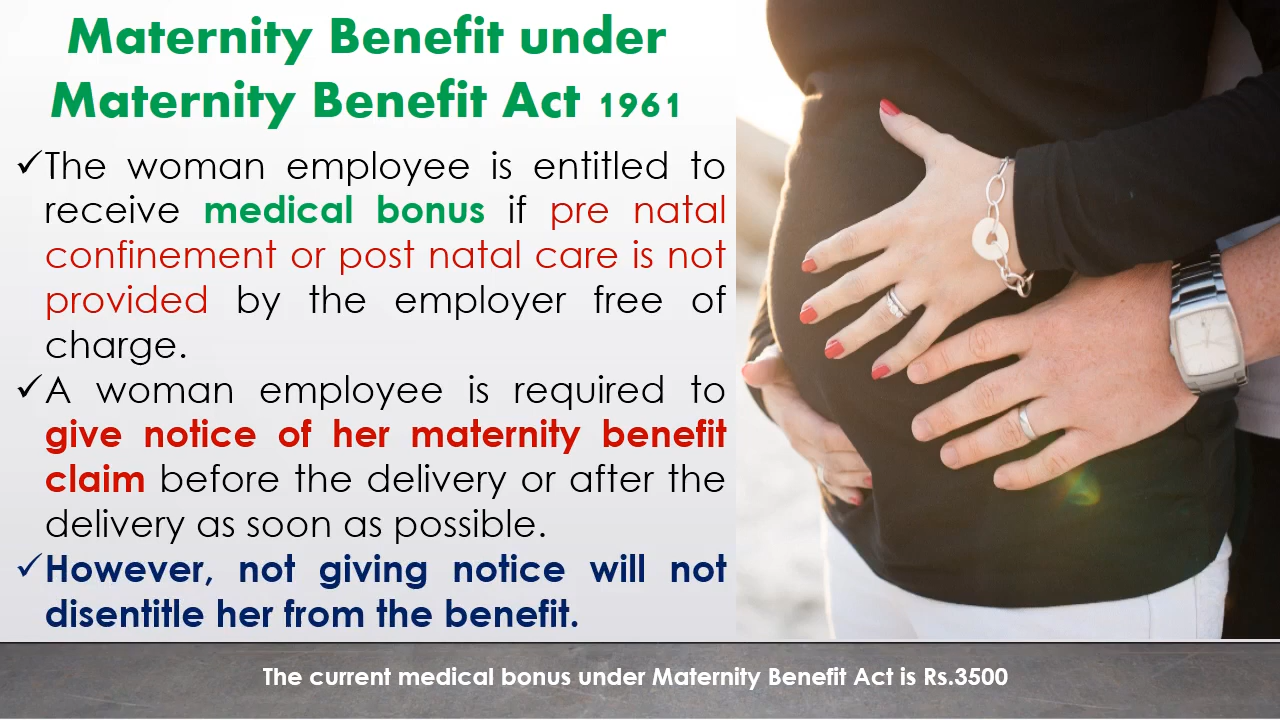 Maternity Benefit under
Maternity Benefit Act 1961
✓The woman employee is entitled to
receive medical bonus if pre natal
confinement or post natal care is not
provided by the employer free of
charge.
✓A woman employee is required to
give notice of her maternity benefit
claim before the delivery or after the
delivery as soon as possible.
✓However, not giving notice will not
disentitle her from the benefit.
The current medical bonus under Maternity Benefit Act is Rs.3500